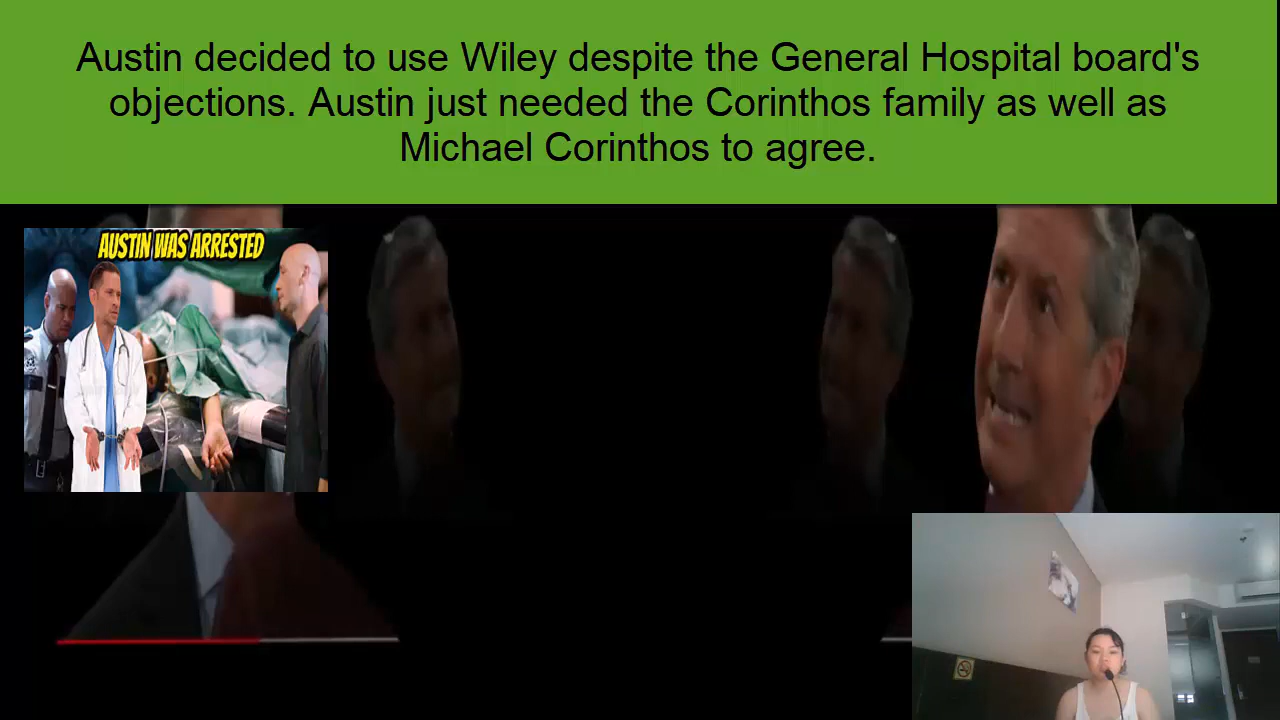 Austin decided to use Wiley despite the General Hospital board's
objections. Austin just needed the Corinthos family as well as
Michael Corinthos to agree.
AUSTIN WAS ARRESTED